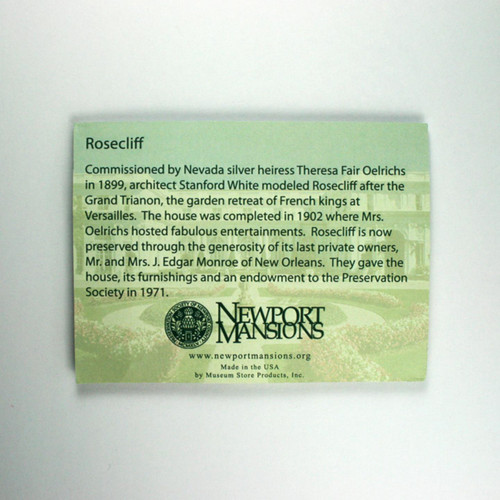 Rosecliff
Commissioned by Nevada silver heiress Theresa Fair Oelrichs
in 1899, architect Stanford White modeled Rosecliff after the
Grand Trianon, the garden retreat of French kings at
Versailles. The house was completed in 1902 where Mrs.
Oelrichs hosted fabulous entertainments. Rosecliff is now
preserved through the generosity of its last private owners,
Mr. and Mrs. J. Edgar Monroe of New Orleans. They gave the
house, its furnishings and an endowment to the Preservation
Society in 1971.
NEWPORT
MANSIONS
www.newportmansions.org
Made in the USA
by Museum Store Products, Inc.